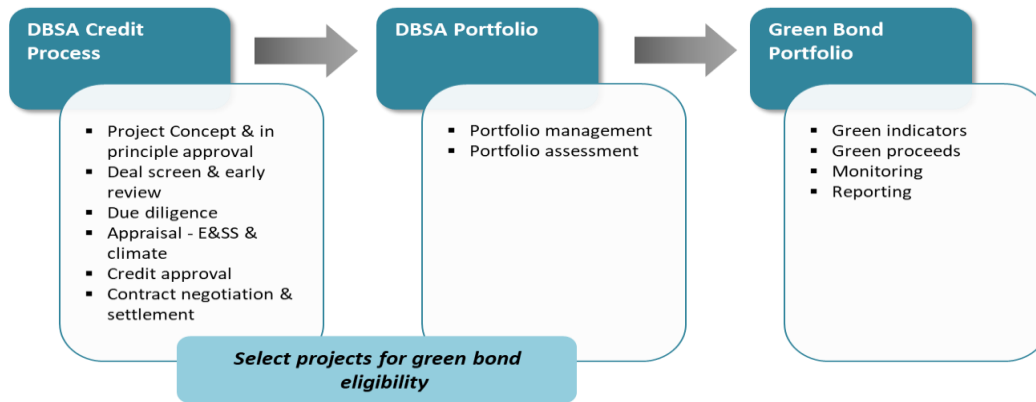 DBSA Credit
Process
▪ Project Concept & in
principle approval
▪ Deal screen & early
review
▪ Due diligence
▪ Appraisal - E&SS &
climate
▪ Credit approval
▪ Contract negotiation &
settlement
DBSA Portfolio
▪ Portfolio management
▪ Portfolio assessment
Green Bond
Portfolio
▪ Green indicators
▪ Green proceeds
▪ Monitoring
▪ Reporting
Select projects for green bond
eligibility